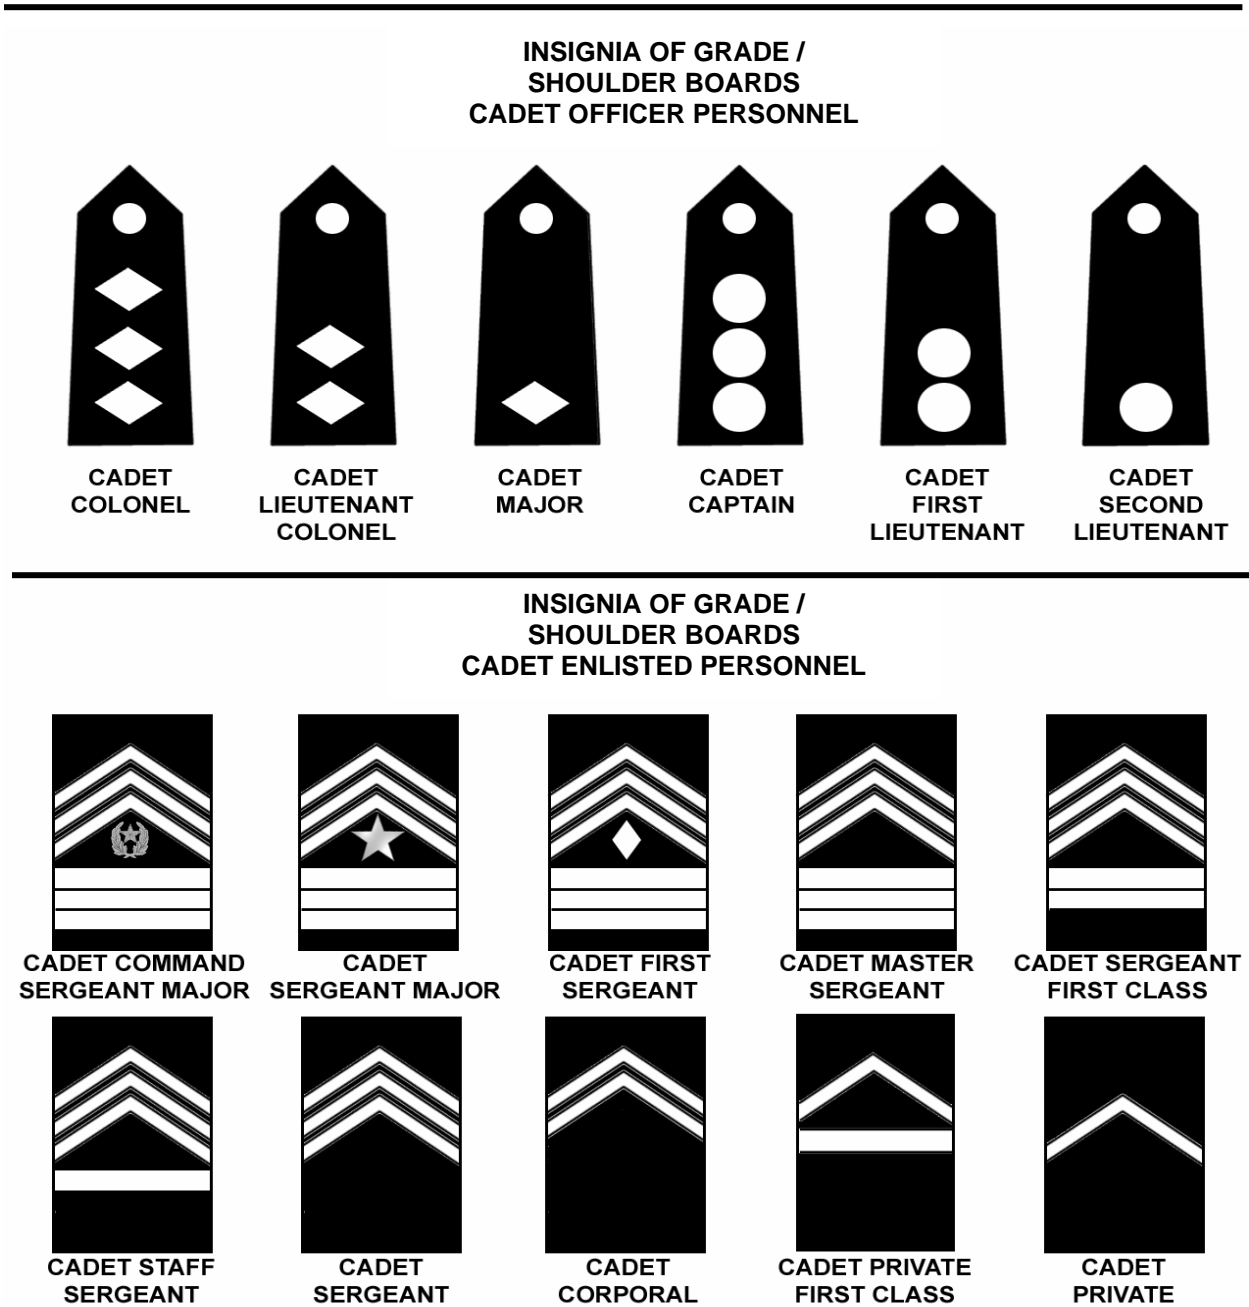 INSIGNIA OF GRADE /
SHOULDER BOARDS
CADET OFFICER PERSONNEL
CADET
COLONEL
CADET
LIEUTENANT
COLONEL
CADET
MAJOR
CADET
CAPTAIN
CADET
FIRST
LIEUTENANT
CADET
SECOND
LIEUTENANT
INSIGNIA OF GRADE /
SHOULDER BOARDS
CADET ENLISTED PERSONNEL
CADET COMMAND
SERGEANT MAJOR
CADET
SERGEANT MAJOR
CADET FIRST
SERGEANT
CADET MASTER
SERGEANT
CADET SERGEANT
FIRST CLASS
CADET STAFF
SERGEANT
CADET
SERGEANT
CADET
CORPORAL
CADET PRIVATE
FIRST CLASS
CADET
PRIVATE